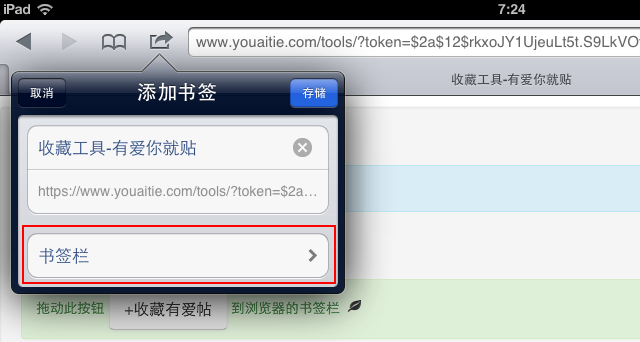 iPad 7:24
www.youaitie.com/tools/?token=$2a$12$rkxoJY1UjeuLt5t.S9LkVO
收藏工具-有爱你就贴
取消 添加书签 存储
收藏工具-有爱你就贴
https://www.youaitie.com/tools/?token=$2a…
书签栏
拖动此按钮 +收藏有爱帖 到浏览器的书签栏